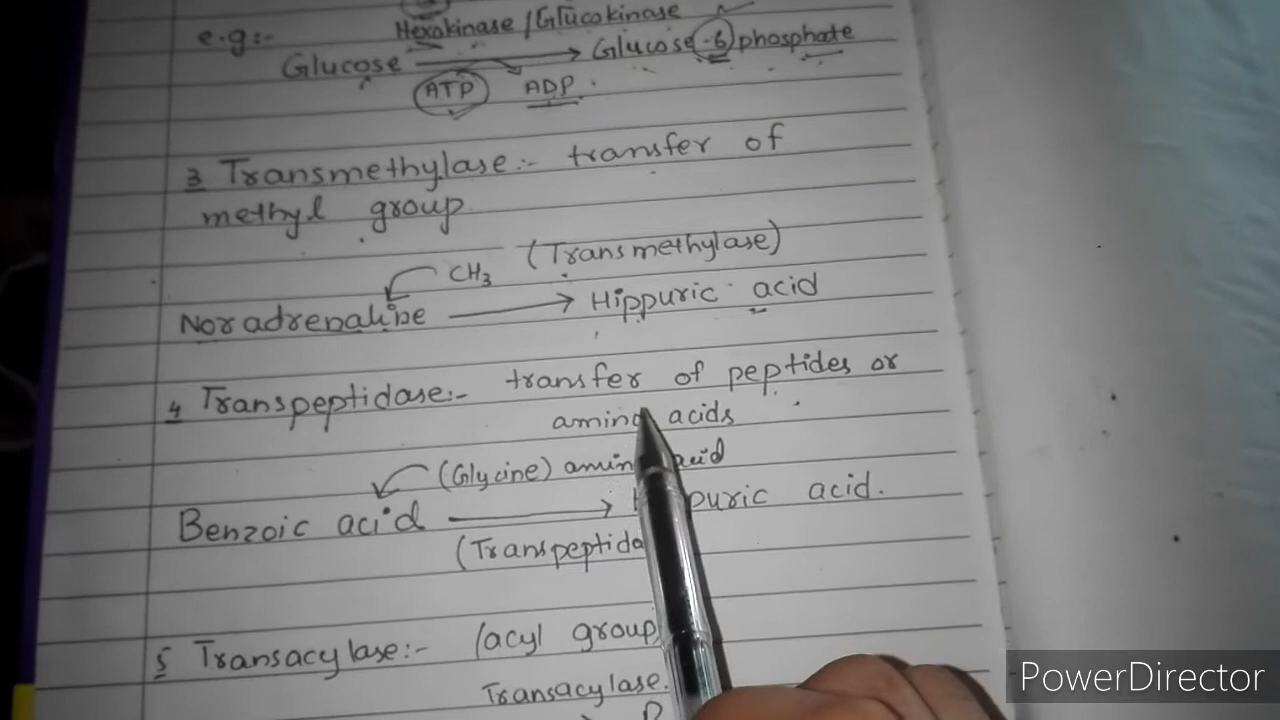 Hexokinase/Glucokinase
e.g:-
Glucose → Glucose-6 phosphate
ATP ADP.
3 Transmethylase:- transfer of
methyl group
CH3 (Transmethylase)
Noradrenaline → Hippuric acid
4 Transpeptidase:- transfer of peptides or
amino acids
(Glycine) amin acid
Benzoic acid → puric acid.
(Transpeptida
5 Transacylase:- (acyl group)
Transacylase.
PowerDirector